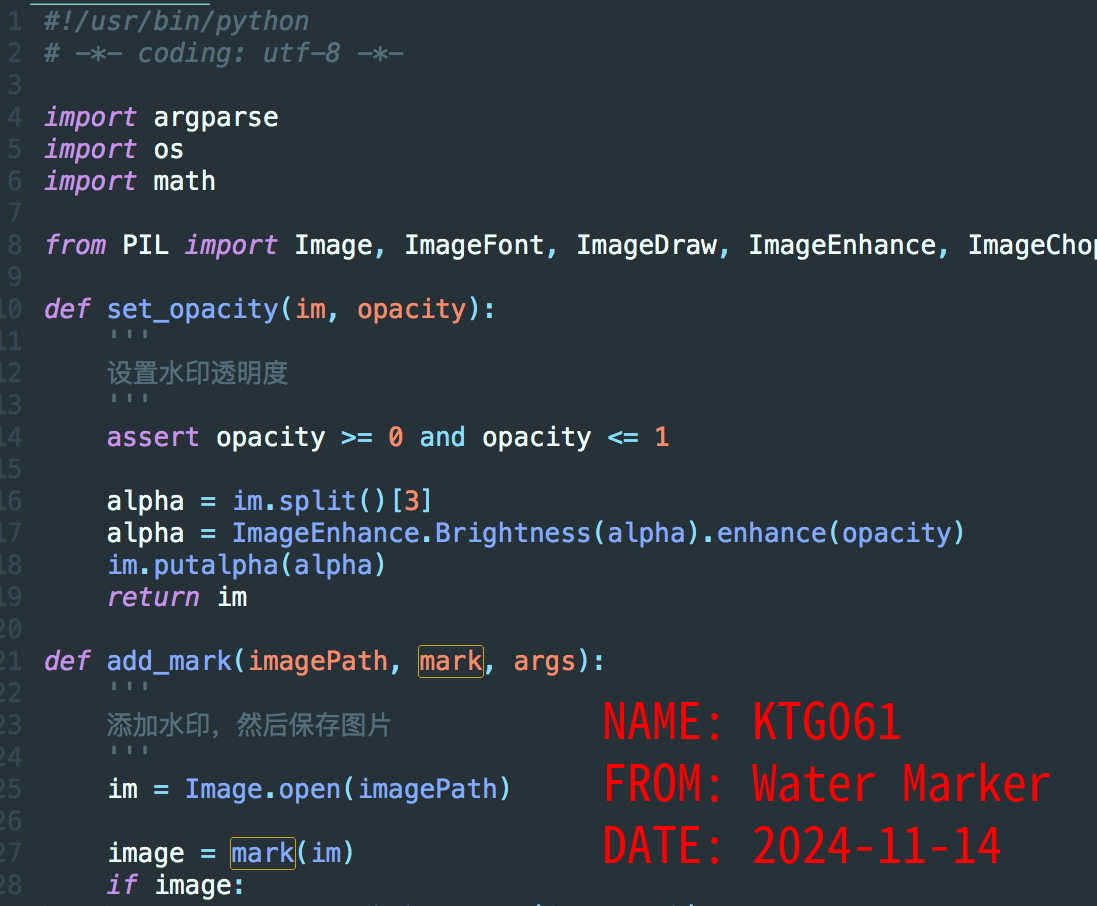 1 #!/usr/bin/python
2 # -*- coding: utf-8 -*-
3
4 import argparse
5 import os
6 import math
7
8 from PIL import Image, ImageFont, ImageDraw, ImageEnhance,
9
10 def set_opacity(im, opacity):
11     '''
12     设置水印透明度
13     '''
14     assert opacity >= 0 and opacity <= 1
15
16     alpha = im.split()[3]
17     alpha = ImageEnhance.Brightness(alpha).enhance(opacity)
18     im.putalpha(alpha)
19     return im
20
21 def add_mark(imagePath, mark, args):
22     '''
23     添加水印，然后保存图片
24     '''
25     im = Image.open(imagePath)
26
27     image = mark(im)
28     if image:
NAME: KTG061
FROM: Water Marker
DATE: 2024-11-14